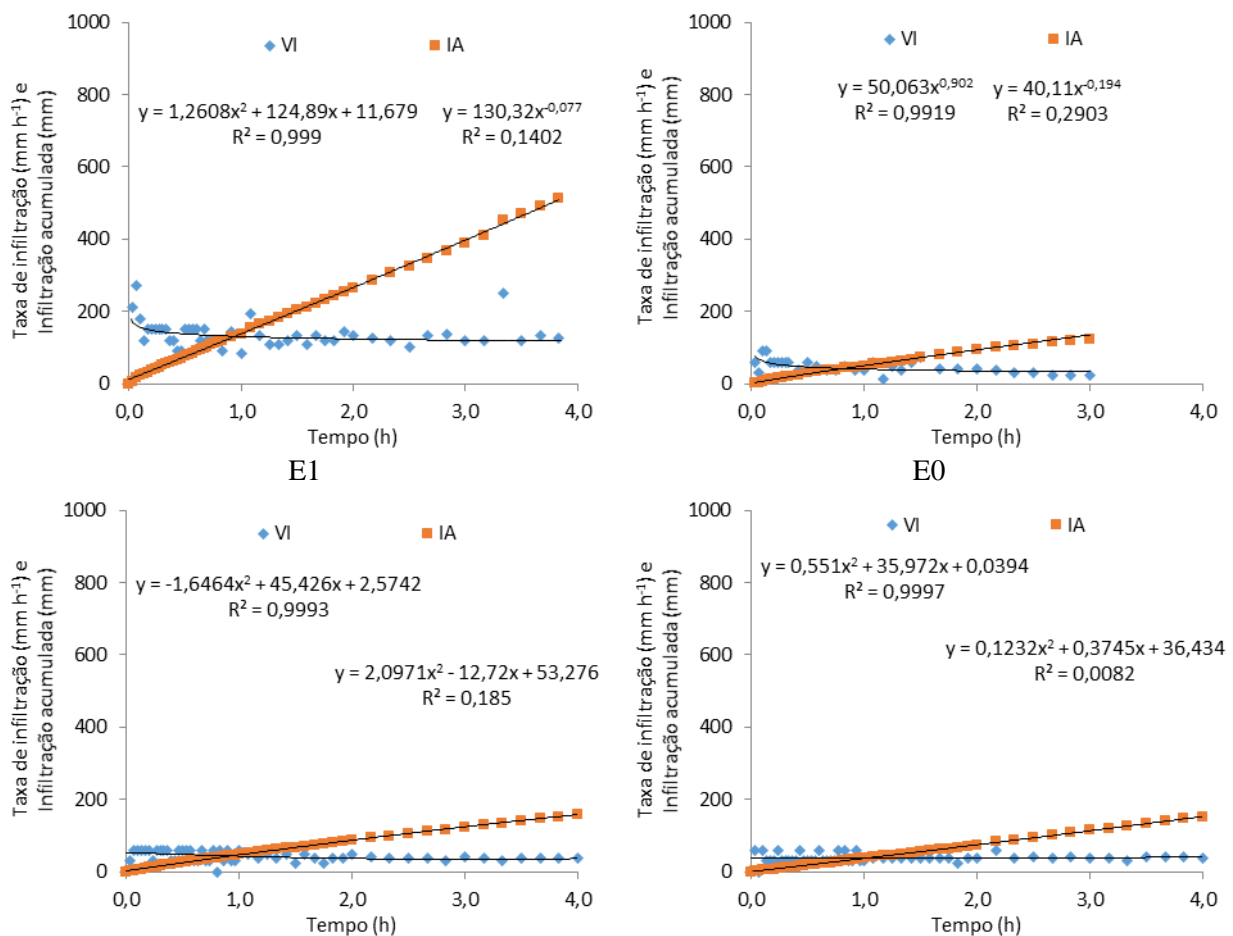 1000
800
600
400
200
0
Taxa de infiltração (mm h⁻¹) e
Infiltração acumulada (mm)
VI IA
y = 1,2608x² + 124,89x + 11,679
R² = 0,999
y = 130,32x⁻⁰,⁰⁷⁷
R² = 0,1402
0,0 1,0 2,0 3,0 4,0
Tempo (h)
E1
1000
800
600
400
200
0
Taxa de infiltração (mm h⁻¹) e
Infiltração acumulada (mm)
VI IA
y = 50,063x⁰,⁹⁰²
R² = 0,9919
y = 40,11x⁻⁰,¹⁹⁴
R² = 0,2903
0,0 1,0 2,0 3,0 4,0
Tempo (h)
E0
1000
800
600
400
200
0
Taxa de infiltração (mm h⁻¹) e
Infiltração acumulada (mm)
VI IA
y = -1,6464x² + 45,426x + 2,5742
R² = 0,9993
y = 2,0971x² - 12,72x + 53,276
R² = 0,185
0,0 1,0 2,0 3,0 4,0
Tempo (h)
1000
800
600
400
200
0
Taxa de infiltração (mm h⁻¹) e
Infiltração acumulada (mm)
VI IA
y = 0,551x² + 35,972x + 0,0394
R² = 0,9997
y = 0,1232x² + 0,3745x + 36,434
R² = 0,0082
0,0 1,0 2,0 3,0 4,0
Tempo (h)